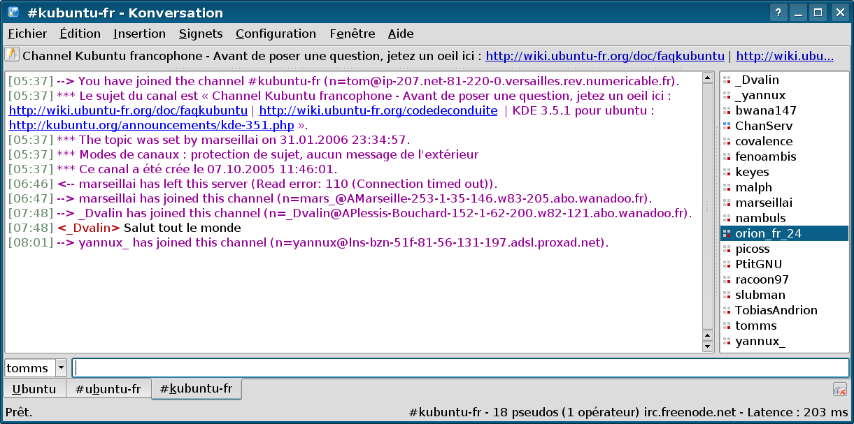 #kubuntu-fr - Konversation
Fichier Édition Insertion Signets Configuration Fenêtre Aide
Channel Kubuntu francophone - Avant de poser une question, jetez un oeil ici : http://wiki.ubuntu-fr.org/doc/faqkubuntu | http://wiki.ubu...
[05:37] --> You have joined the channel #kubuntu-fr (n=tom@ip-207.net-81-220-0.versailles.rev.numericable.fr).
[05:37] *** Le sujet du canal est « Channel Kubuntu francophone - Avant de poser une question, jetez un oeil ici :
http://wiki.ubuntu-fr.org/doc/faqkubuntu | http://wiki.ubuntu-fr.org/codedeconduite | KDE 3.5.1 pour ubuntu :
http://kubuntu.org/announcements/kde-351.php ».
[05:37] *** The topic was set by marseillai on 31.01.2006 23:34:57.
[05:37] *** Modes de canaux : protection de sujet, aucun message de l'extérieur
[05:37] *** Ce canal a été crée le 07.10.2005 11:46:01.
[06:46] <-- marseillai has left this server (Read error: 110 (Connection timed out)).
[06:47] --> marseillai has joined this channel (n=mars_@AMarseille-253-1-35-146.w83-205.abo.wanadoo.fr).
[07:48] --> _Dvalin has joined this channel (n=_Dvalin@APlessis-Bouchard-152-1-62-200.w82-121.abo.wanadoo.fr).
[07:48] <_Dvalin> Salut tout le monde
[08:01] --> yannux_ has joined this channel (n=yannux@lns-bzn-51f-81-56-131-197.adsl.proxad.net).
_Dvalin
_yannux
bwana147
ChanServ
covalence
fenoambis
keyes
malph
marseillai
nambuls
orion_fr_24
picoss
PtitGNU
racoon97
slubman
TobiasAndrion
tomms
yannux_
tomms
Ubuntu #ubuntu-fr #kubuntu-fr
Prêt. #kubuntu-fr - 18 pseudos (1 opérateur) irc.freenode.net - Latence : 203 ms